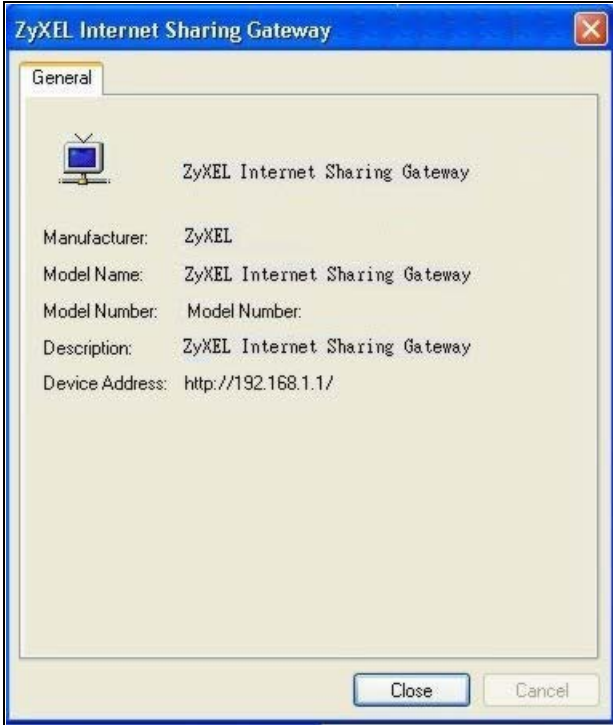 ZyXEL Internet Sharing Gateway
General
ZyXEL Internet Sharing Gateway
Manufacturer: ZyXEL
Model Name: ZyXEL Internet Sharing Gateway
Model Number: Model Number:
Description: ZyXEL Internet Sharing Gateway
Device Address: http://192.168.1.1/
Close Cancel